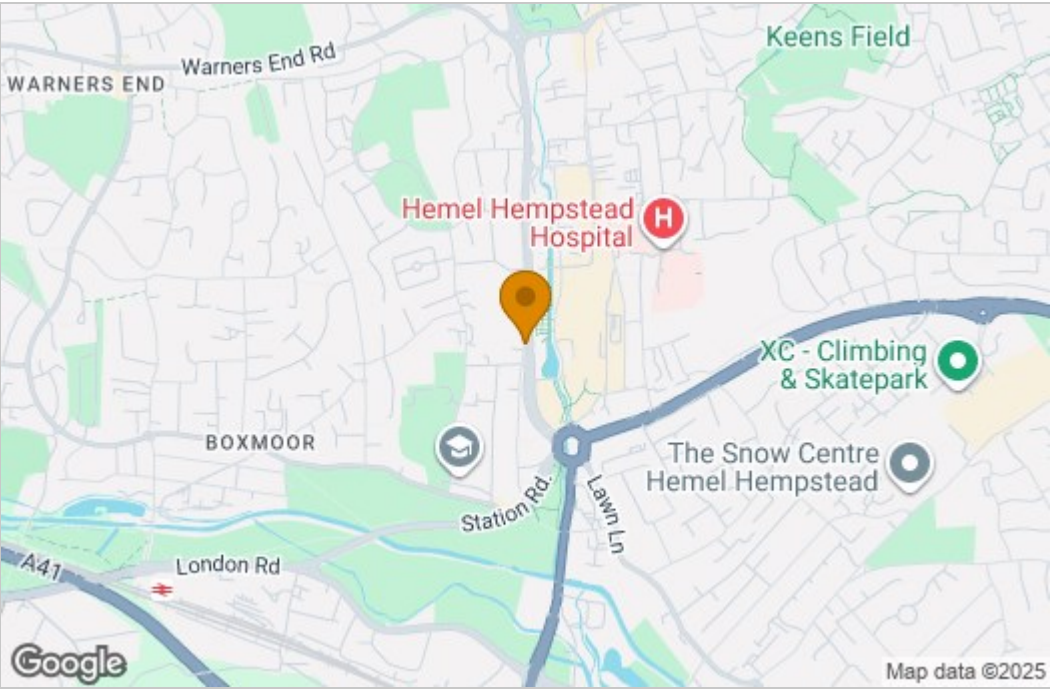 Keens Field
Warners End Rd
WARNERS END
Hemel Hempstead
Hospital
H
XC - Climbing
& Skatepark
BOXMOOR
The Snow Centre
Hemel Hempstead
Station Rd.
Lawn Ln
London Rd
A41
Google
Map data ©2025